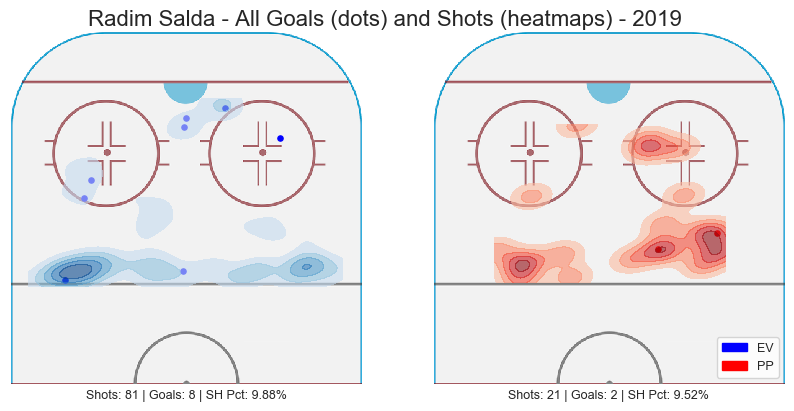 Radim Salda - All Goals (dots) and Shots (heatmaps) - 2019
EV
PP
Shots: 81 | Goals: 8 | SH Pct: 9.88%
Shots: 21 | Goals: 2 | SH Pct: 9.52%